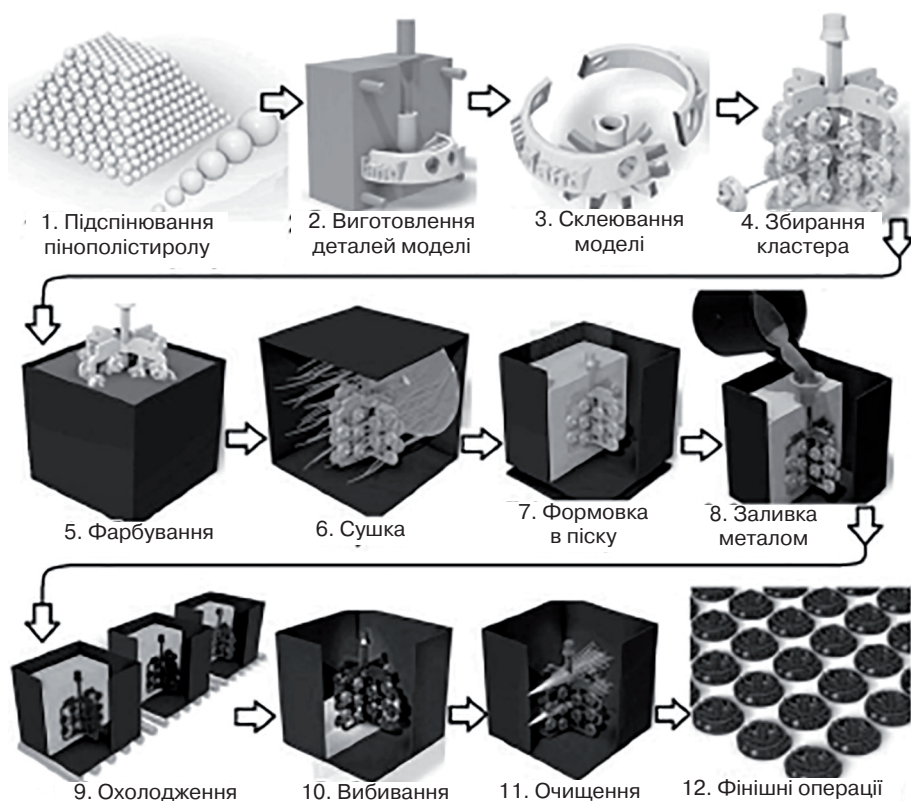 1. Підспінювання
пінополістиролу
2. Виготовлення
деталей моделі
3. Склеювання
моделі
4. Збирання
кластера
5. Фарбування
6. Сушка
7. Формовка
в піску
8. Заливка
металом
9. Охолодження
10. Вибивання
11. Очищення
12. Фінішні операції